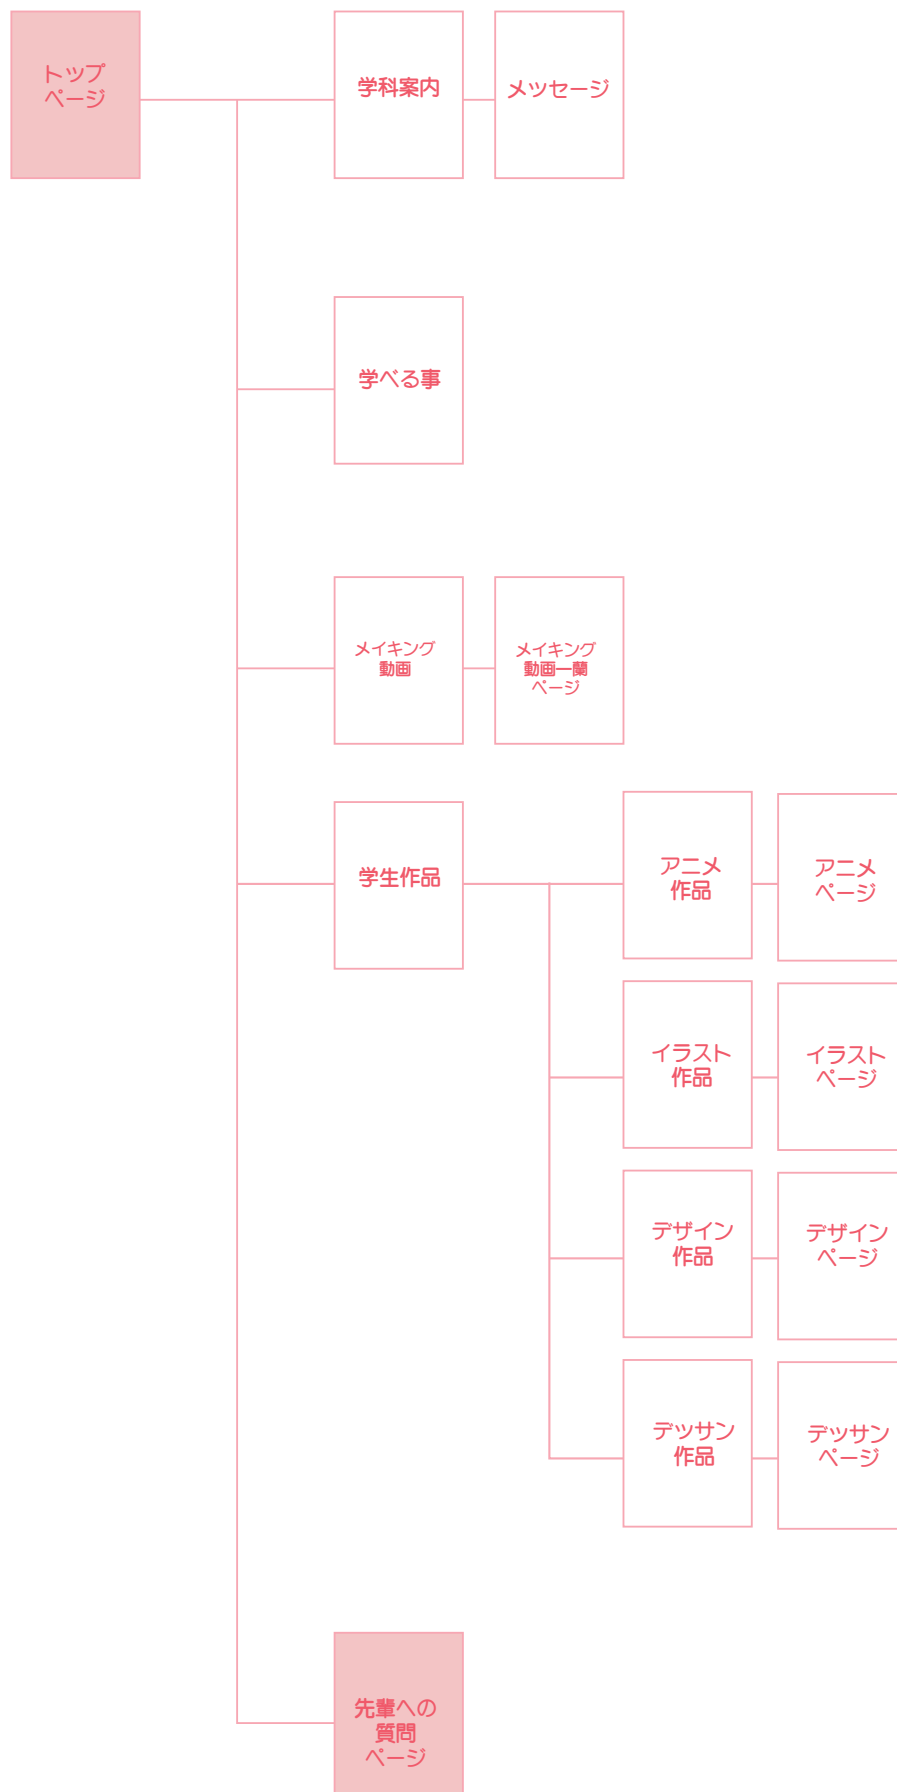 トップ
ページ
学科案内
メッセージ
学べる事
メイキング
動画
メイキング
動画一蘭
ページ
学生作品
アニメ
作品
アニメ
ページ
イラスト
作品
イラスト
ページ
デザイン
作品
デザイン
ページ
デッサン
作品
デッサン
ページ
先輩への
質問
ページ